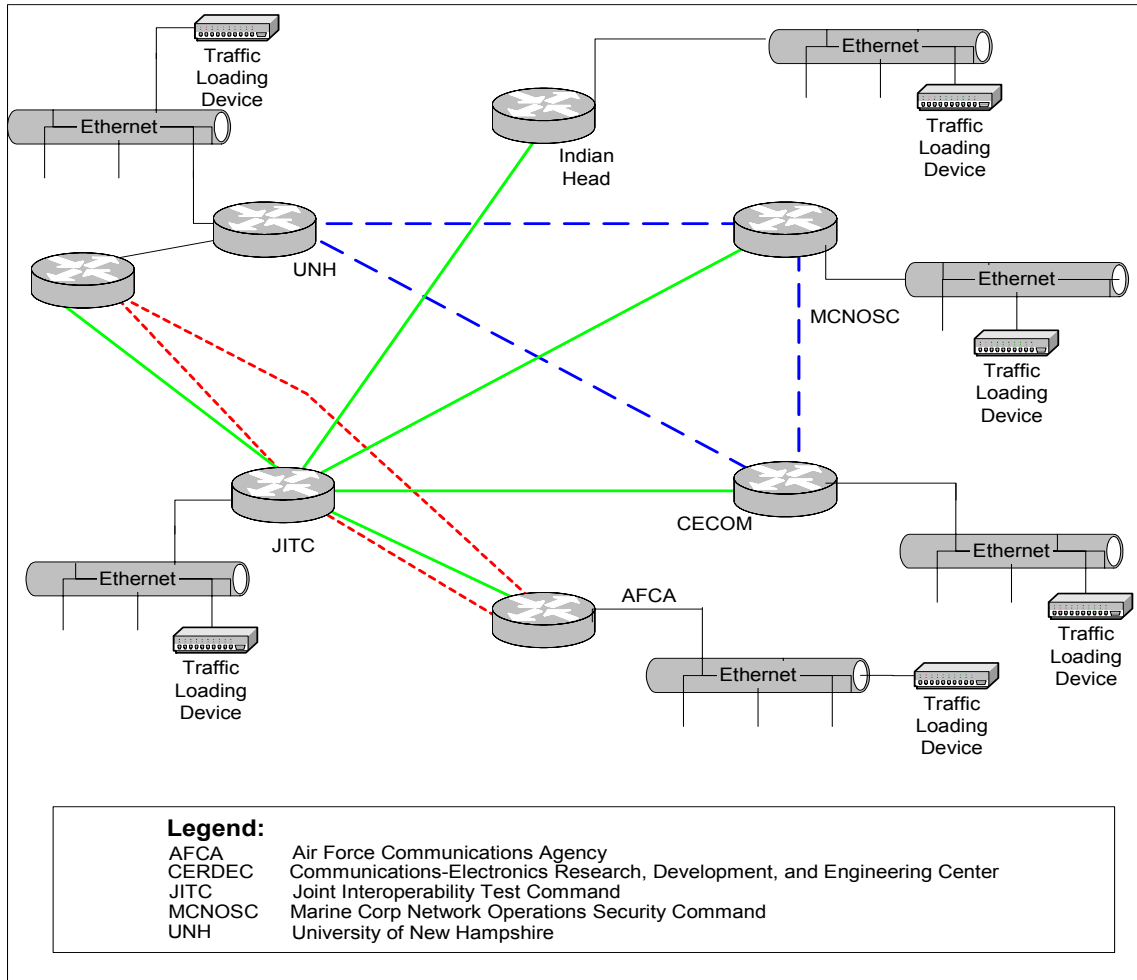 Traffic
Loading
Device
Ethernet
Ethernet
Traffic
Loading
Device
Indian
Head
UNH
MCNOSC
Traffic
Loading
Device
JITC
CECOM
Ethernet
Traffic
Loading
Device
Ethernet
Traffic
Loading
Device
AFCA
Ethernet
Traffic
Loading
Device
Legend:
AFCA Air Force Communications Agency
CERDEC Communications-Electronics Research, Development, and Engineering Center
JITC Joint Interoperability Test Command
MCNOSC Marine Corp Network Operations Security Command
UNH University of New Hampshire